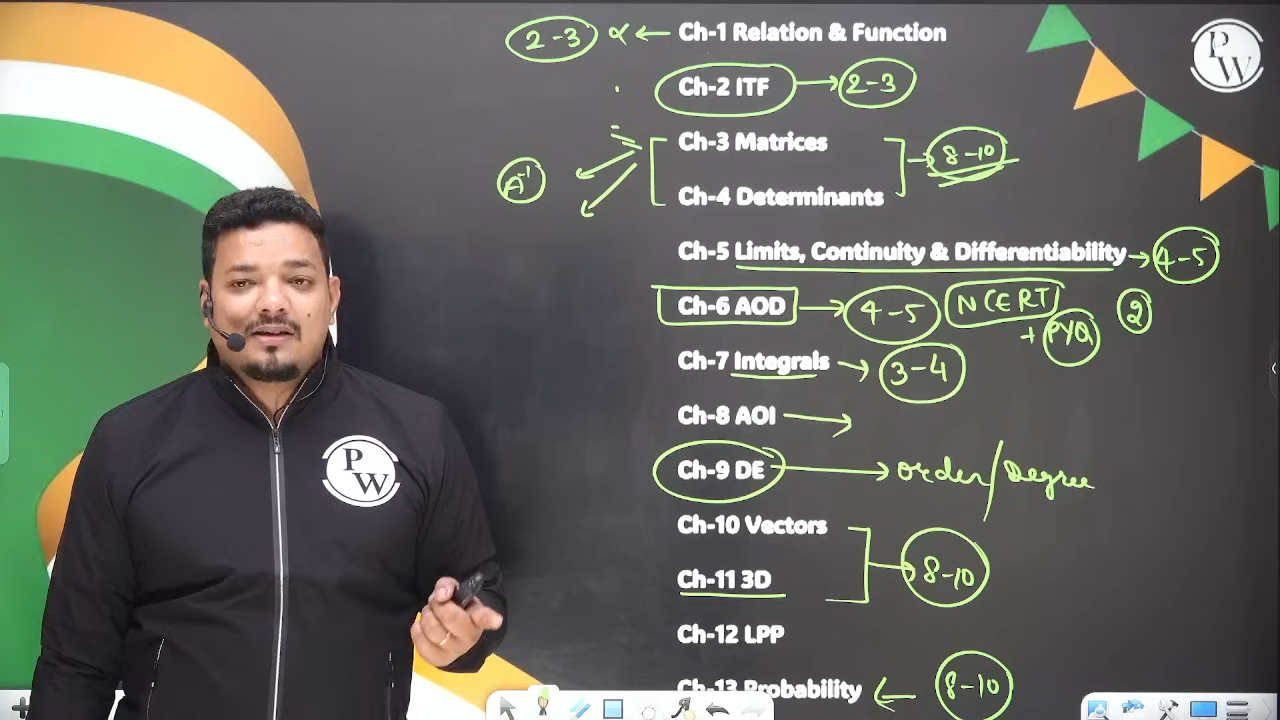 2-3 ∝ ← Ch-1 Relation & Function
P W
Ch-2 ITF → 2-3
Ch-3 Matrices
8-10
A⁻¹
Ch-4 Determinants
Ch-5 Limits, Continuity & Differentiability → 4-5
Ch-6 AOD → 4-5 NCERT + PYQ 2
Ch-7 Integrals → 3-4
Ch-8 AOI →
P W
Ch-9 DE → order/Degree
Ch-10 Vectors
8-10
Ch-11 3D
Ch-12 LPP
Ch-13 Probability ← 8-10